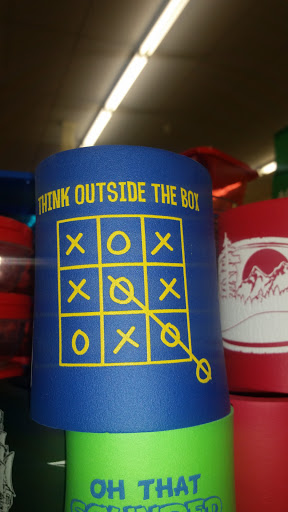 THINK OUTSIDE THE BOX
X O X
X O X
O X O
O
OH THAT